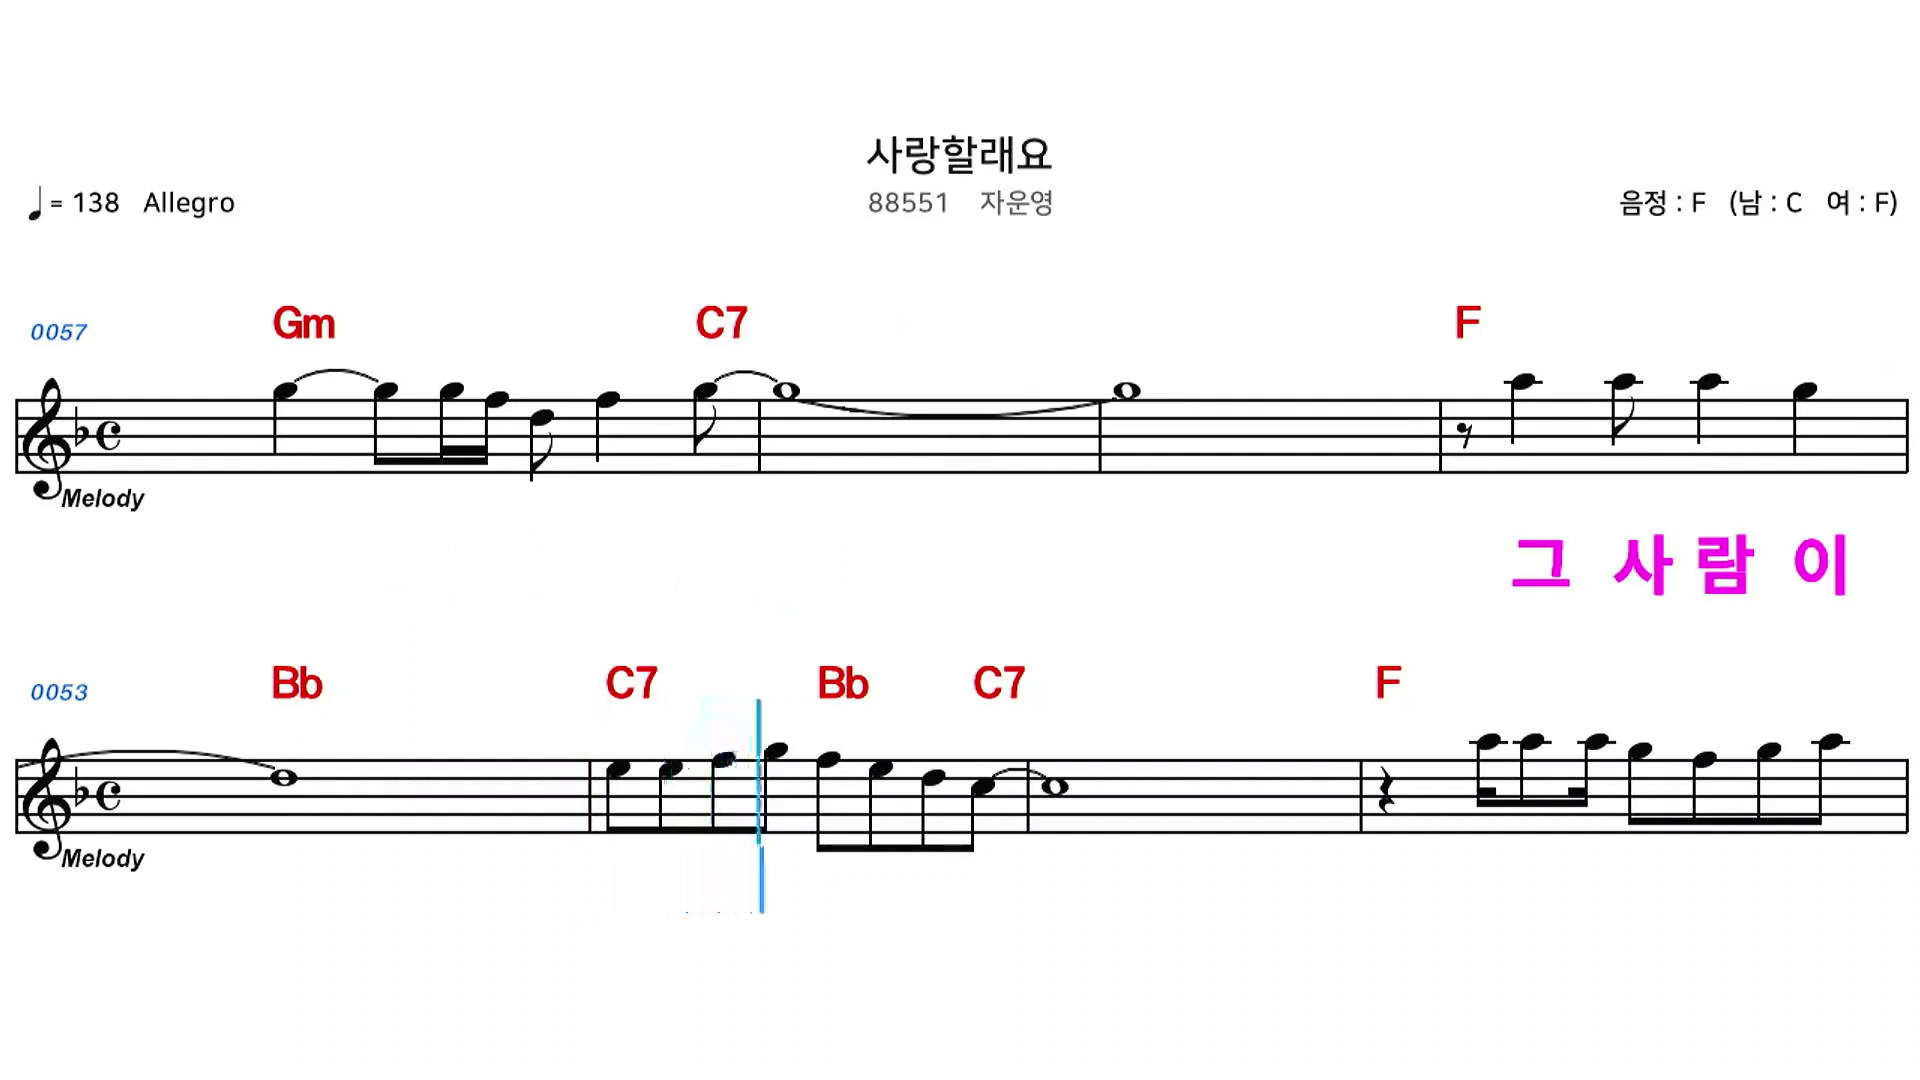 사랑할래요
= 138 Allegro
88551 자운영
음정 : F (남 : C 여 : F)
0057 Gm C7 F
Melody
그 사 람 이
0053 Bb C7 Bb C7 F
Melody